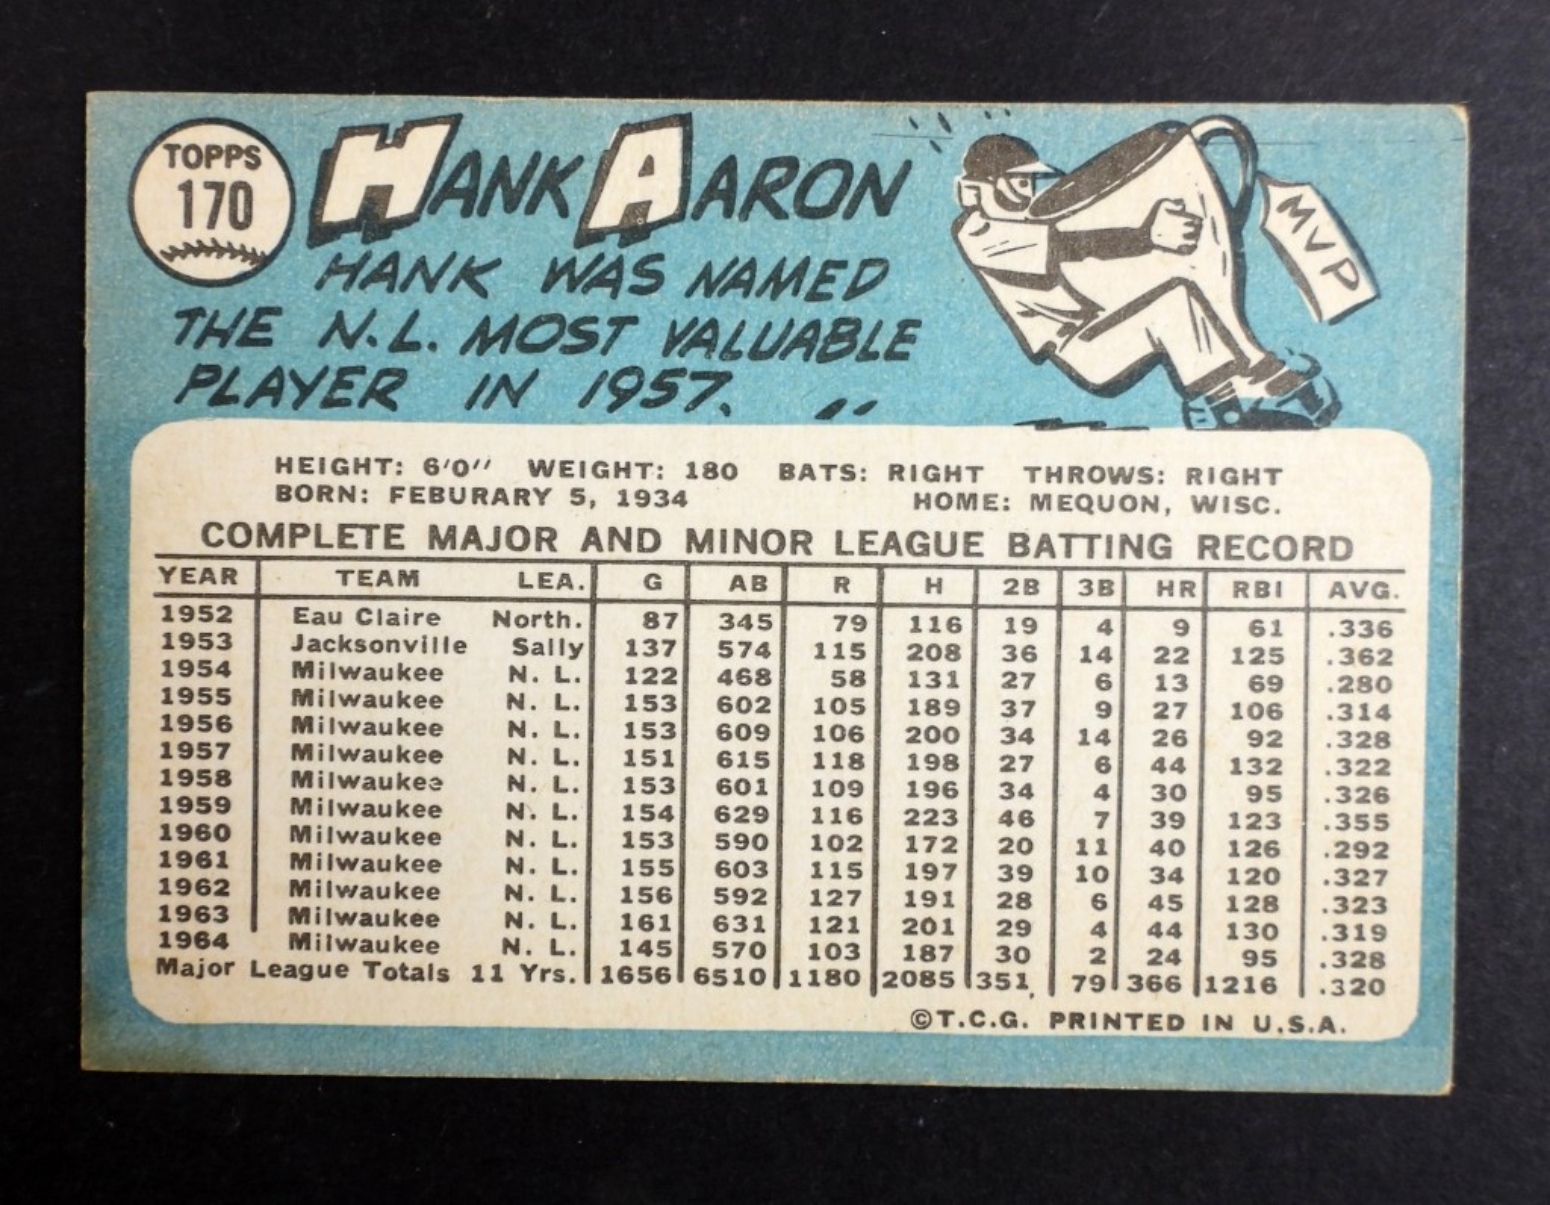 TOPPS
170
HANK AARON
HANK WAS NAMED
THE N.L. MOST VALUABLE
PLAYER IN 1957.
MVP
HEIGHT: 6'0" WEIGHT: 180 BATS: RIGHT THROWS: RIGHT
BORN: FEBURARY 5, 1934 HOME: MEQUON, WISC.
COMPLETE MAJOR AND MINOR LEAGUE BATTING RECORD
YEAR TEAM LEA. G AB R H 2B 3B HR RBI AVG.
1952 Eau Claire North. 87 345 79 116 19 4 9 61 .336
1953 Jacksonville Sally 137 574 115 208 36 14 22 125 .362
1954 Milwaukee N. L. 122 468 58 131 27 6 13 69 .280
1955 Milwaukee N. L. 153 602 105 189 37 9 27 106 .314
1956 Milwaukee N. L. 153 609 106 200 34 14 26 92 .328
1957 Milwaukee N. L. 151 615 118 198 27 6 44 132 .322
1958 Milwaukee N. L. 153 601 109 196 34 4 30 95 .326
1959 Milwaukee N. L. 154 629 116 223 46 7 39 123 .355
1960 Milwaukee N. L. 153 590 102 172 20 11 40 126 .292
1961 Milwaukee N. L. 155 603 115 197 39 10 34 120 .327
1962 Milwaukee N. L. 156 592 127 191 28 6 45 128 .323
1963 Milwaukee N. L. 161 631 121 201 29 4 44 130 .319
1964 Milwaukee N. L. 145 570 103 187 30 2 24 95 .328
Major League Totals 11 Yrs. 1656 6510 1180 2085 351 79 366 1216 .320
©T.C.G. PRINTED IN U.S.A.